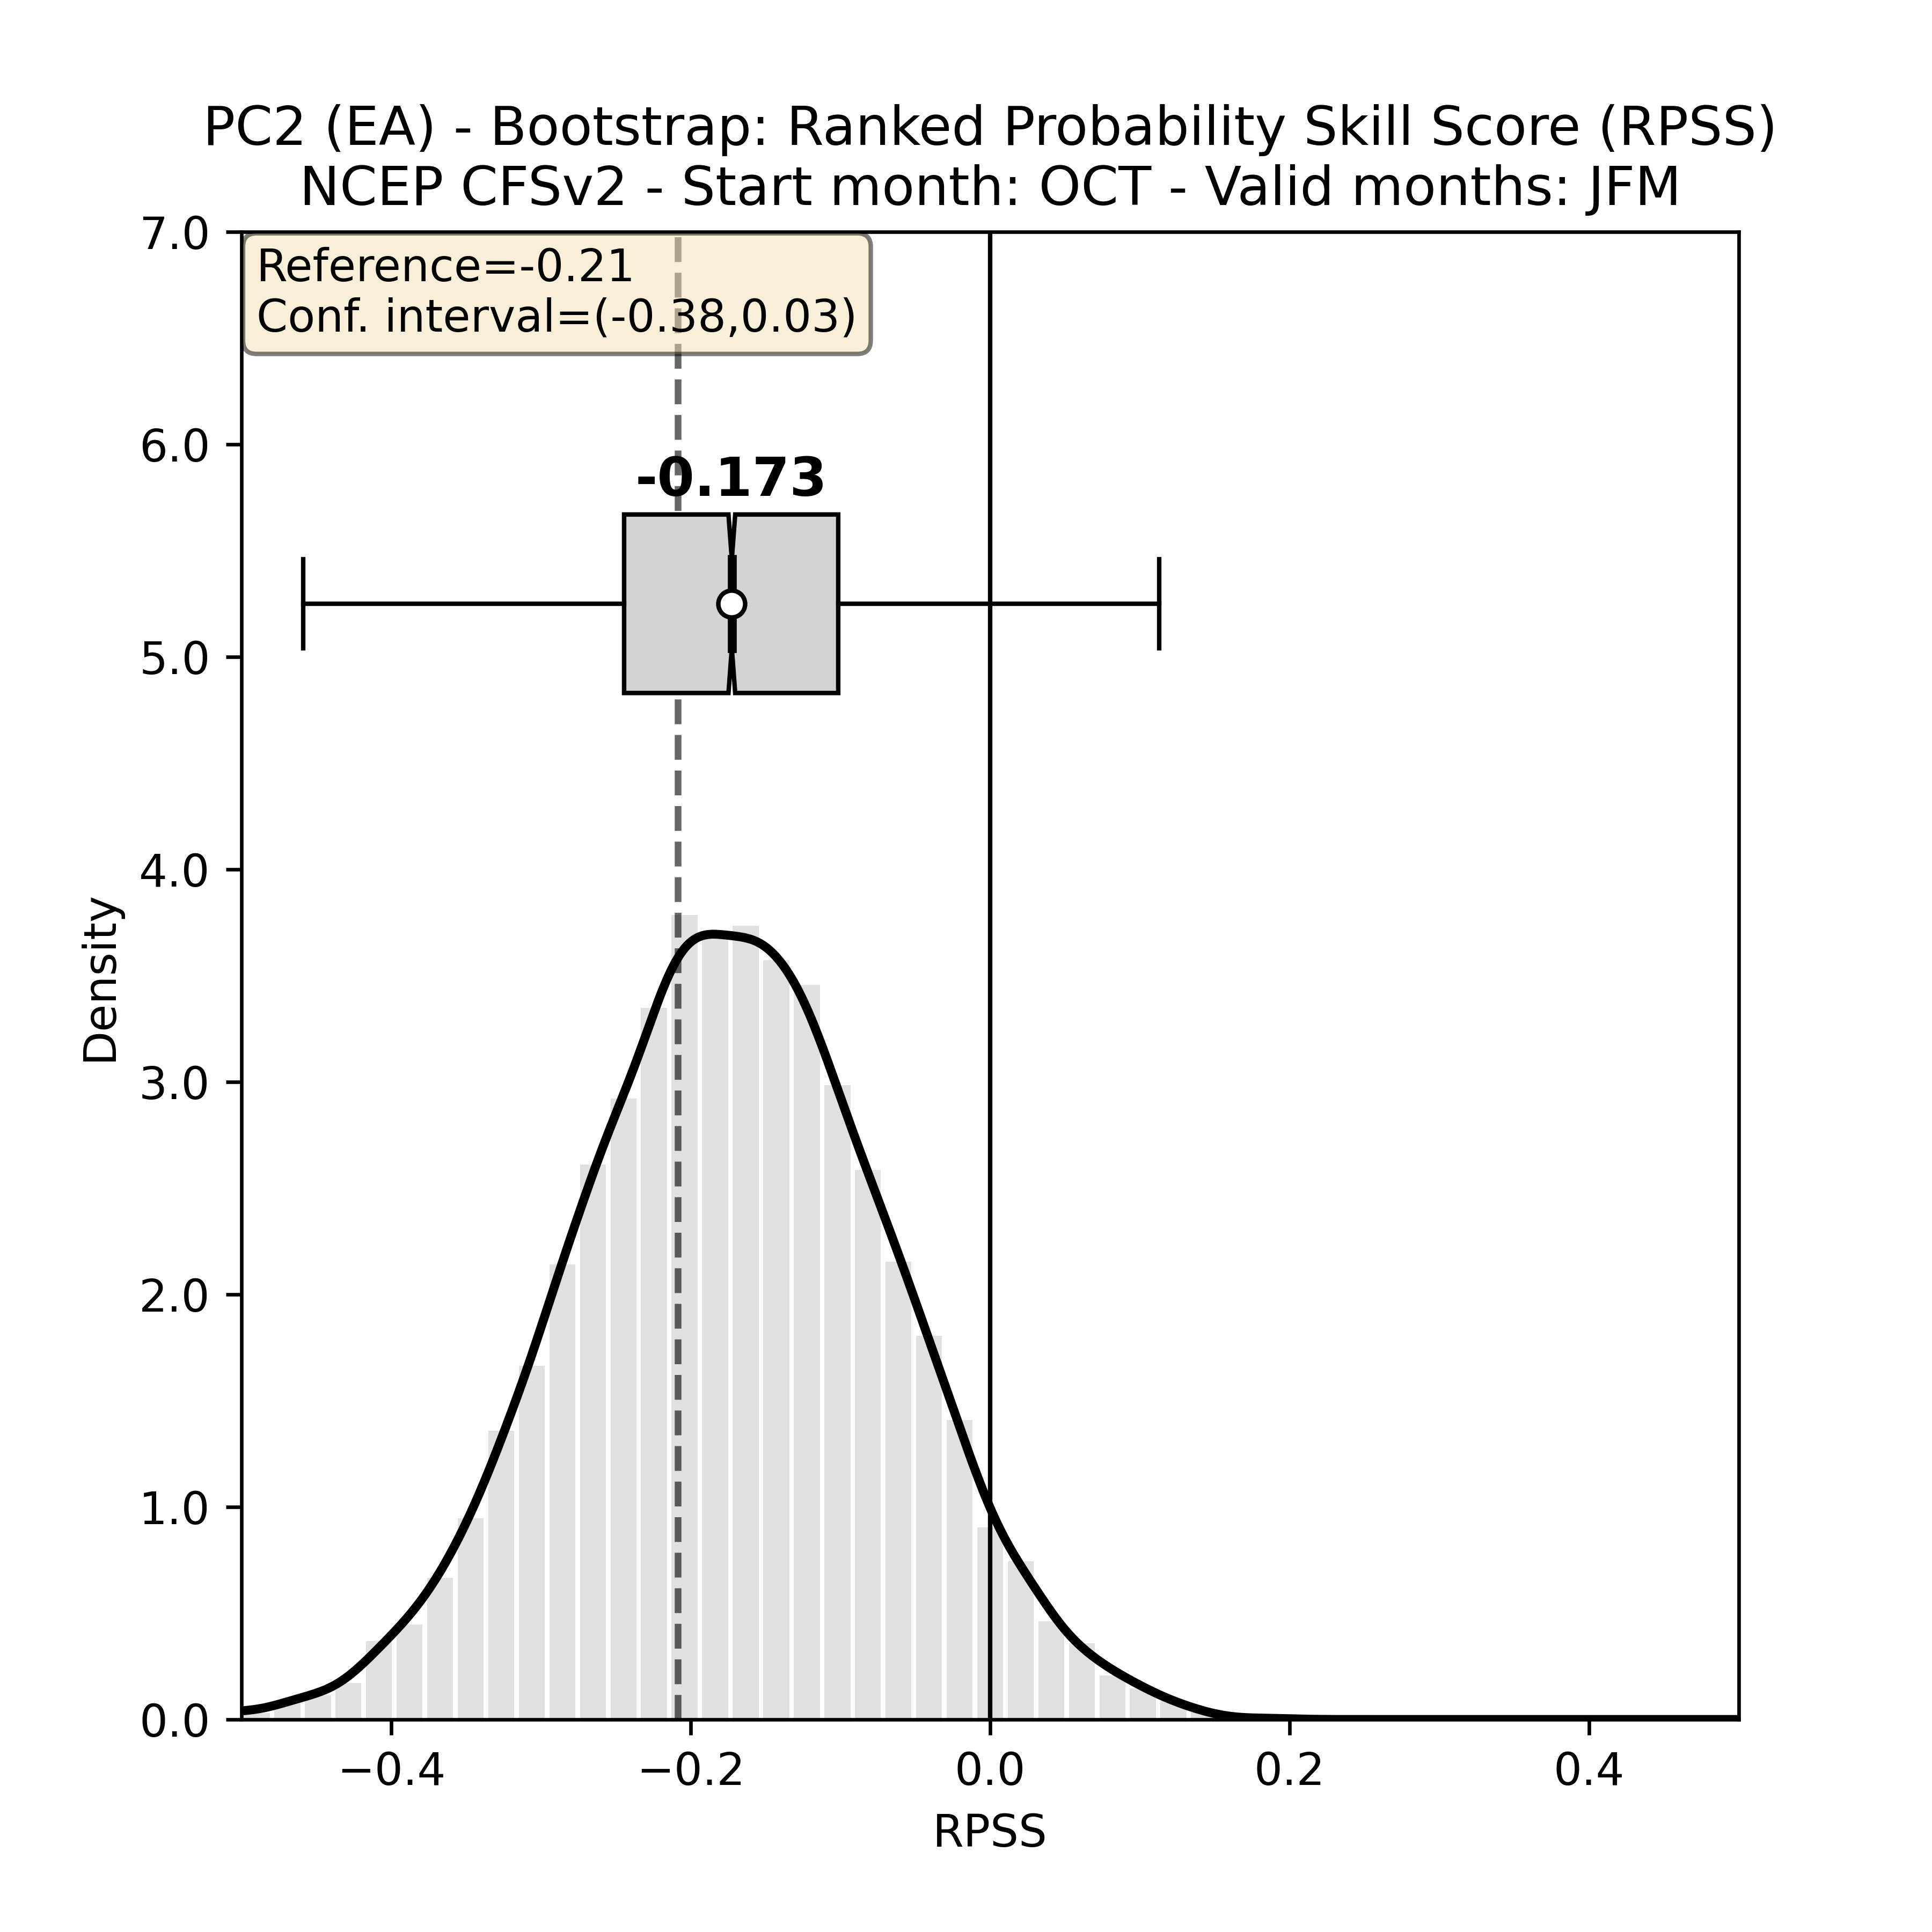 PC2 (EA) - Bootstrap: Ranked Probability Skill Score (RPSS)
NCEP CFSv2 - Start month: OCT - Valid months: JFM
Reference=-0.21
Conf. interval=(-0.38,0.03)
-0.173
7.0
6.0
5.0
4.0
3.0
2.0
1.0
0.0
Density
−0.4
−0.2
0.0
0.2
0.4
RPSS